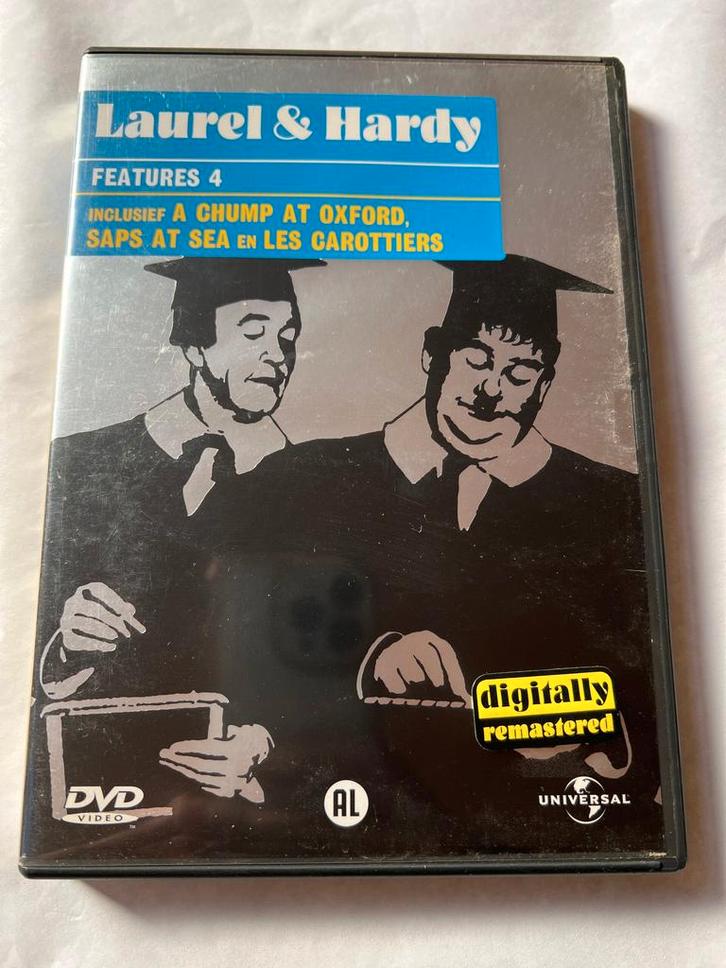 Laurel & Hardy
FEATURES 4
INCLUSIEF A CHUMP AT OXFORD,
SAPS AT SEA EN LES CAROTTIERS
digitally
remastered
DVD
VIDEO
TM
AL
UNIVERSAL